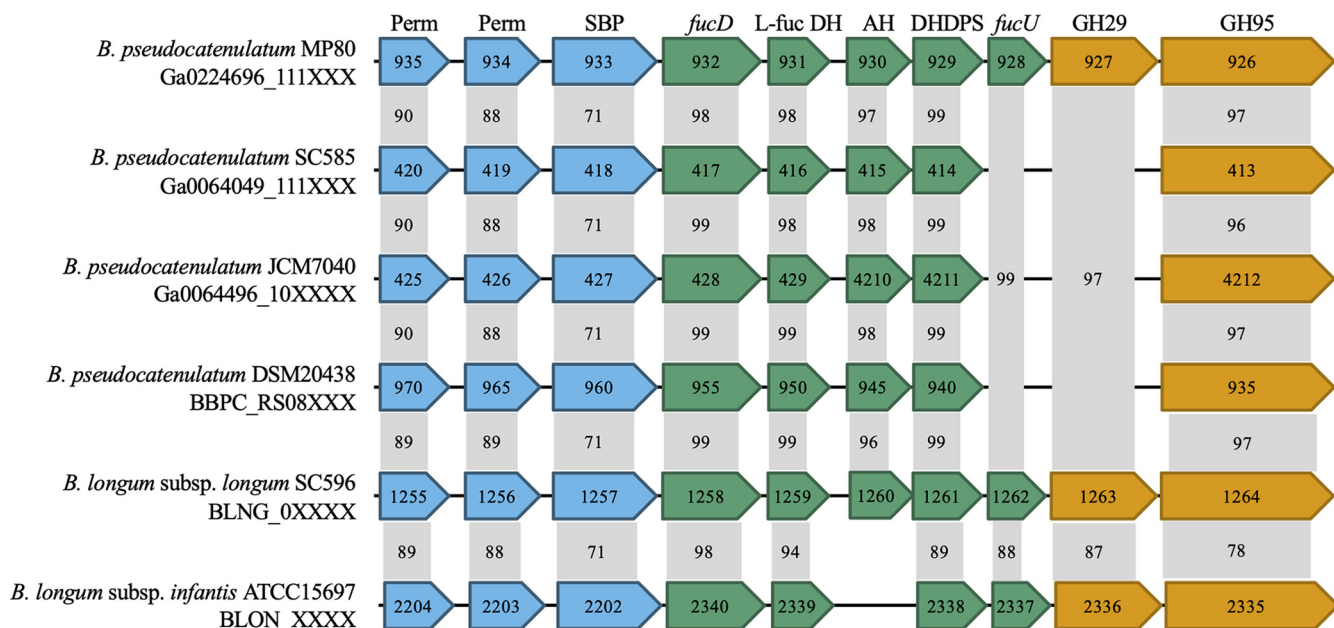 Perm Perm SBP fucD L-fuc DH AH DHDPS fucU GH29 GH95
B. pseudocatenulatum MP80
Ga0224696_111XXX
935 934 933 932 931 930 929 928 927 926
90 88 71 98 98 97 99 97
B. pseudocatenulatum SC585
Ga0064049_111XXX
420 419 418 417 416 415 414 413
90 88 71 99 98 98 99 96
B. pseudocatenulatum JCM7040
Ga0064496_10XXXX
425 426 427 428 429 4210 4211 99 97 4212
90 88 71 99 99 98 99 97
B. pseudocatenulatum DSM20438
BBPC_RS08XXX
970 965 960 955 950 945 940 935
89 89 71 99 99 96 99 97
B. longum subsp. longum SC596
BLNG_0XXXX
1255 1256 1257 1258 1259 1260 1261 1262 1263 1264
89 88 71 98 94 89 88 87 78
B. longum subsp. infantis ATCC15697
BLON_XXXX
2204 2203 2202 2340 2339 2338 2337 2336 2335